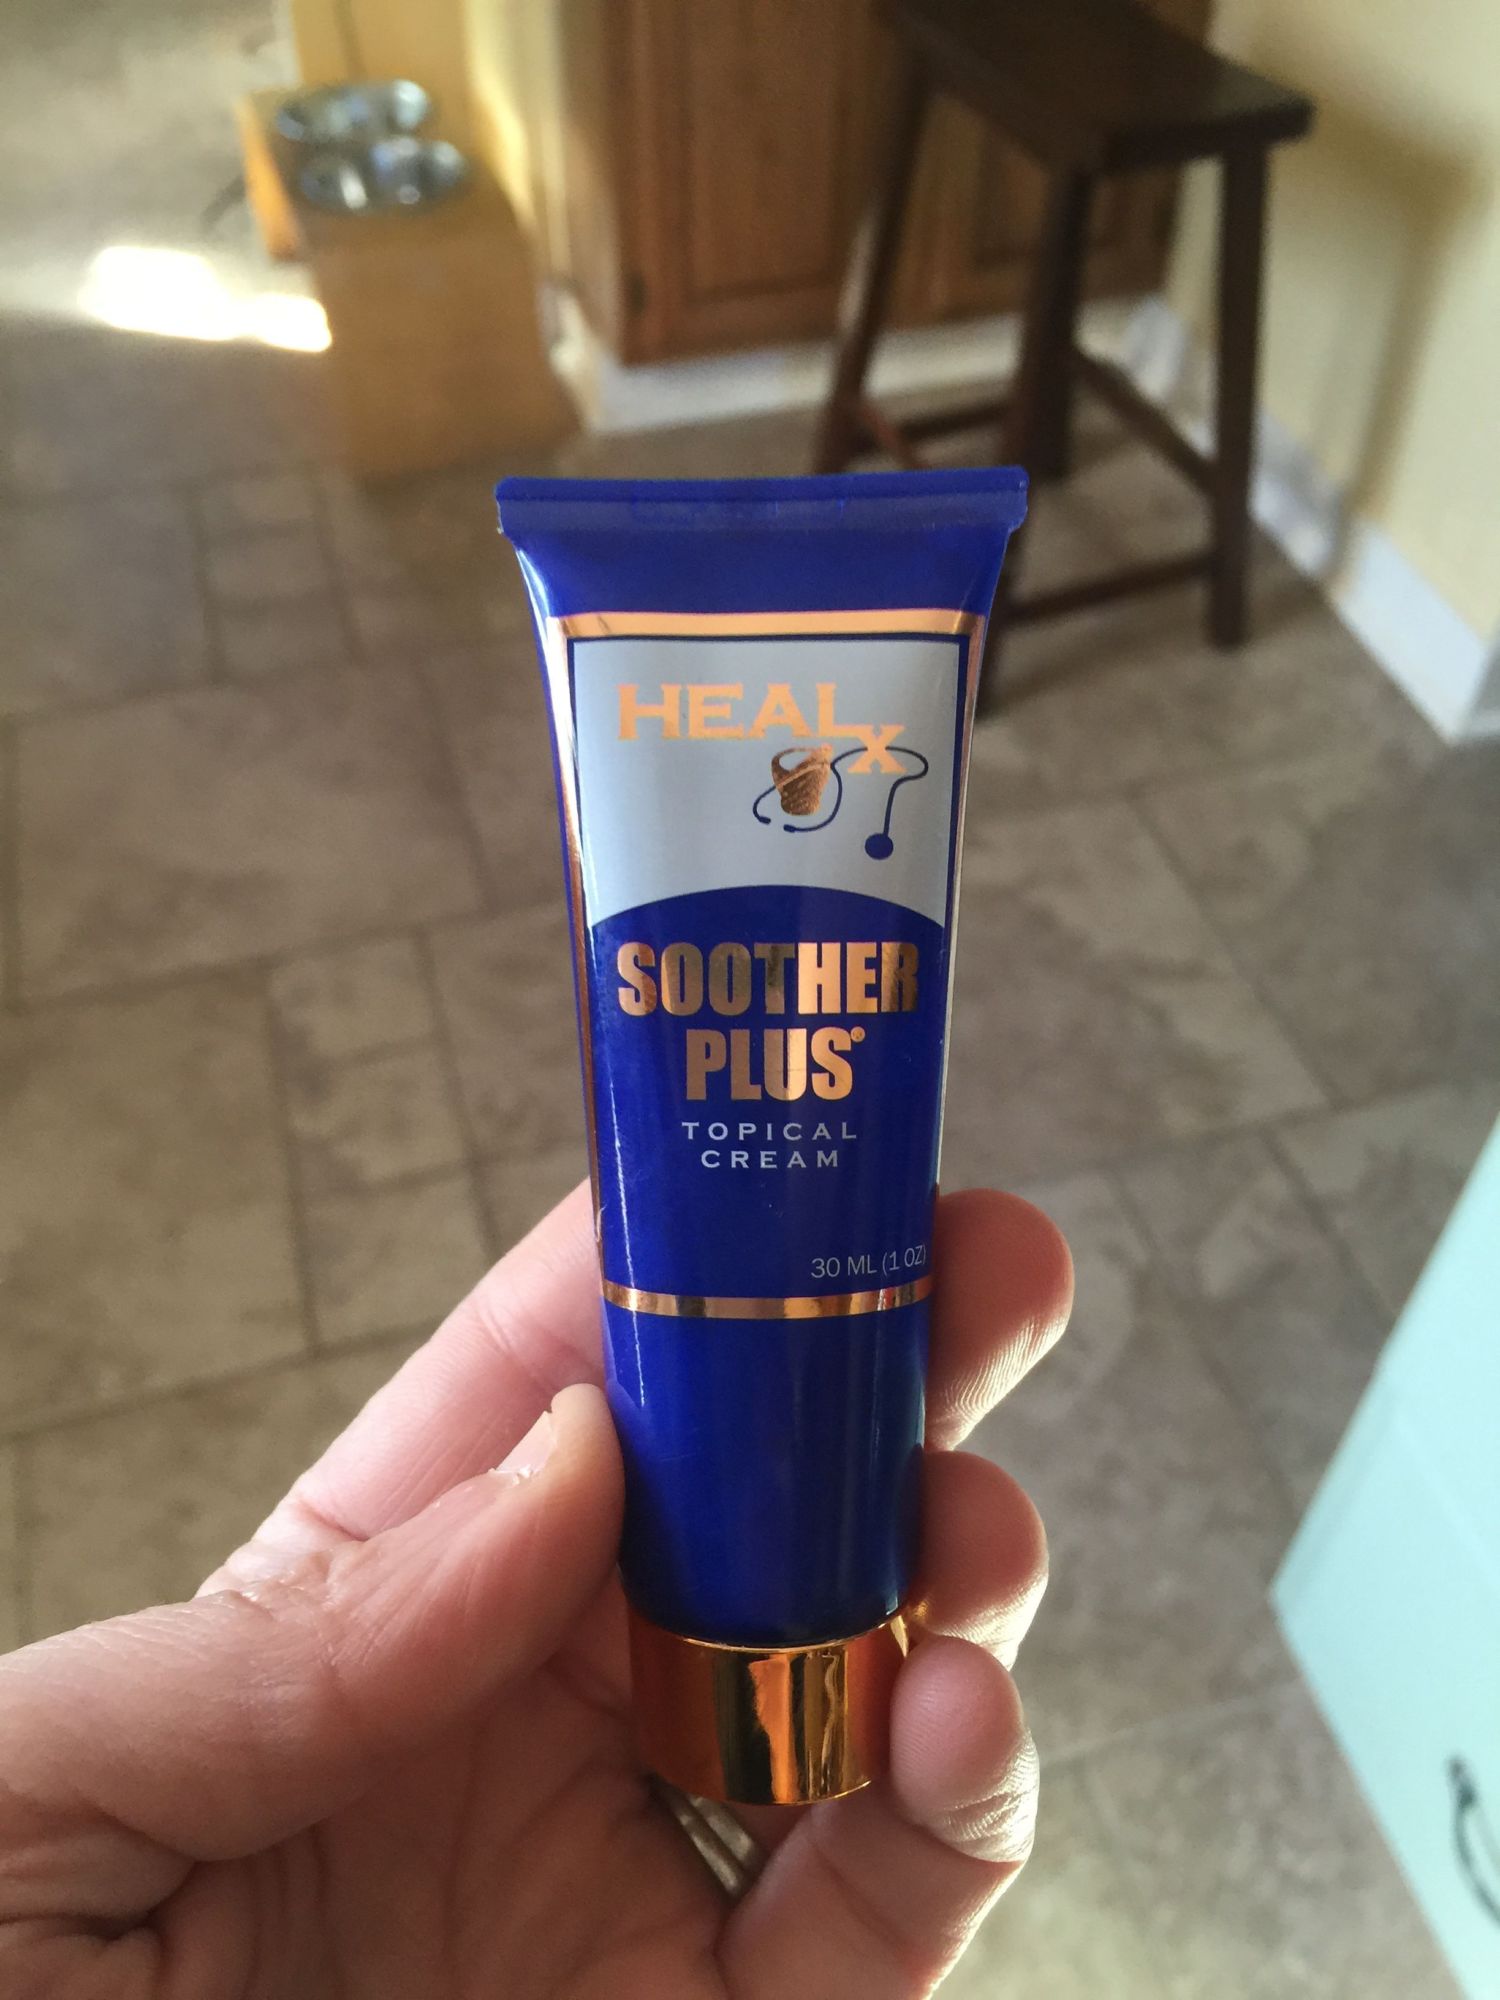 HEALX
SOOTHER
PLUS®
TOPICAL
CREAM
30 ML (1 OZ)